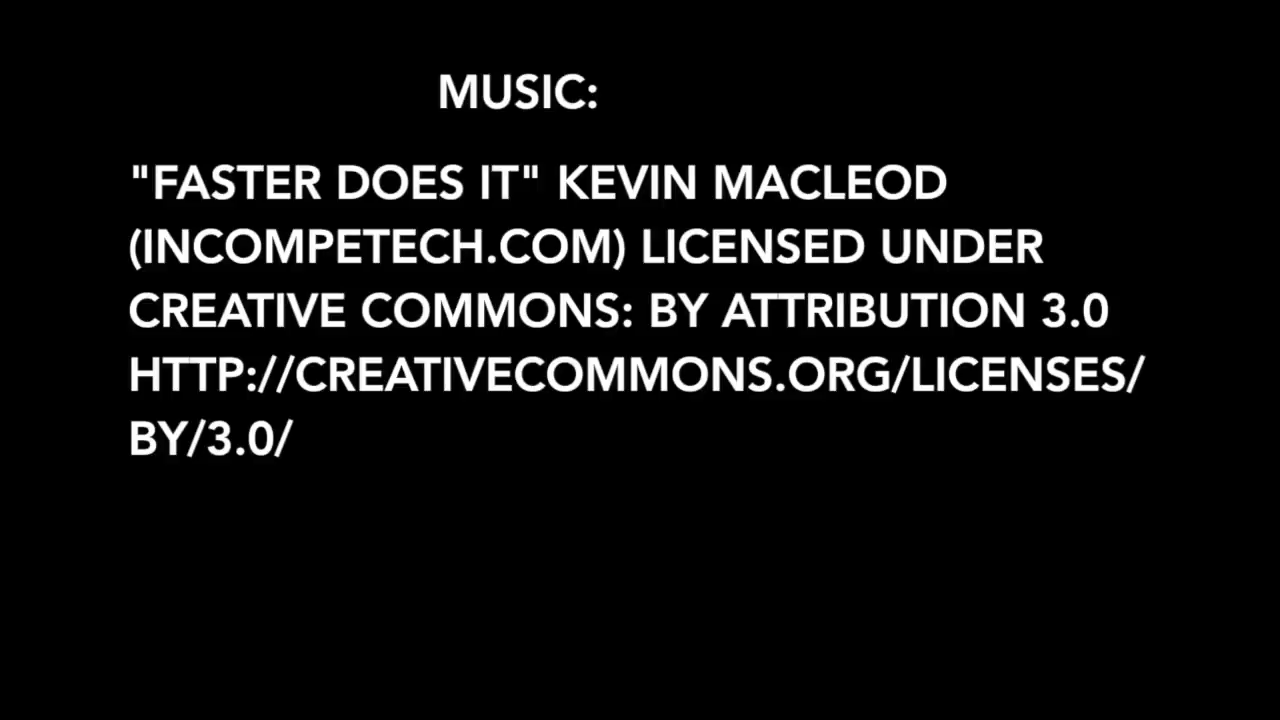 MUSIC:
"FASTER DOES IT" KEVIN MACLEOD
(INCOMPETECH.COM) LICENSED UNDER
CREATIVE COMMONS: BY ATTRIBUTION 3.0
HTTP://CREATIVECOMMONS.ORG/LICENSES/
BY/3.0/